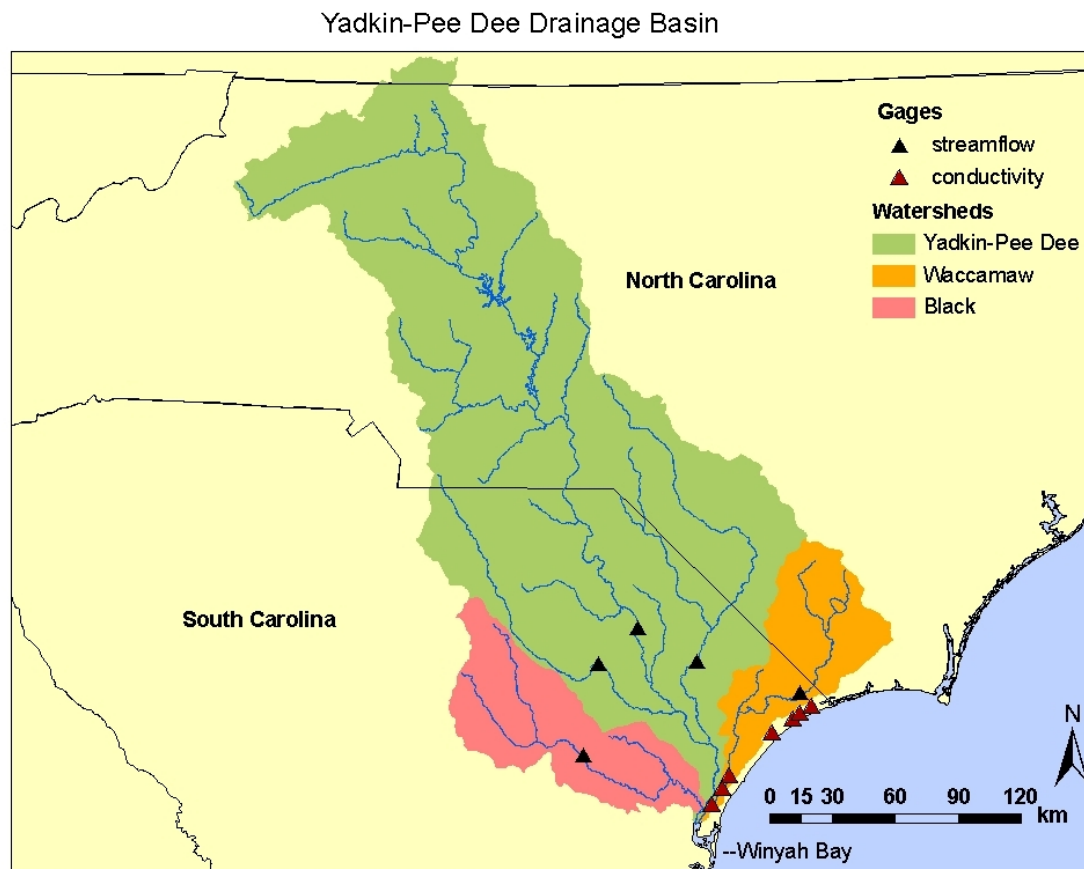 Yadkin-Pee Dee Drainage Basin
Gages
streamflow
conductivity
Watersheds
Yadkin-Pee Dee
Waccamaw
Black
North Carolina
South Carolina
N
0 15 30 60 90 120
km
--Winyah Bay